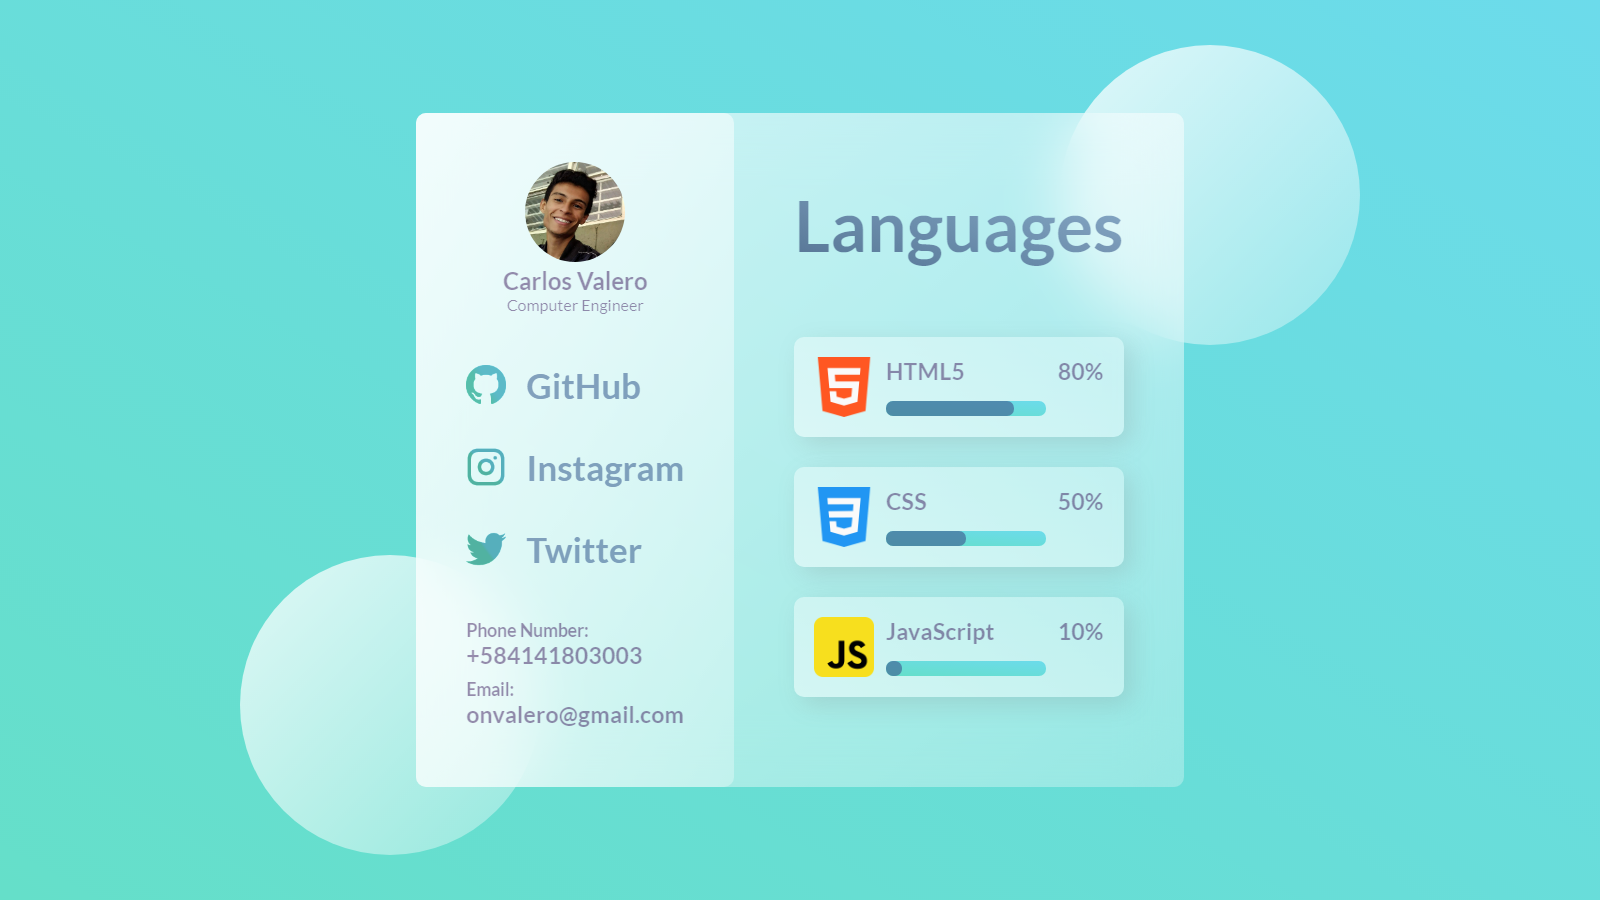 Carlos Valero
Computer Engineer
GitHub
Instagram
Twitter
Phone Number:
+584141803003
Email:
onvalero@gmail.com
Languages
HTML5 80%
CSS 50%
JS JavaScript 10%